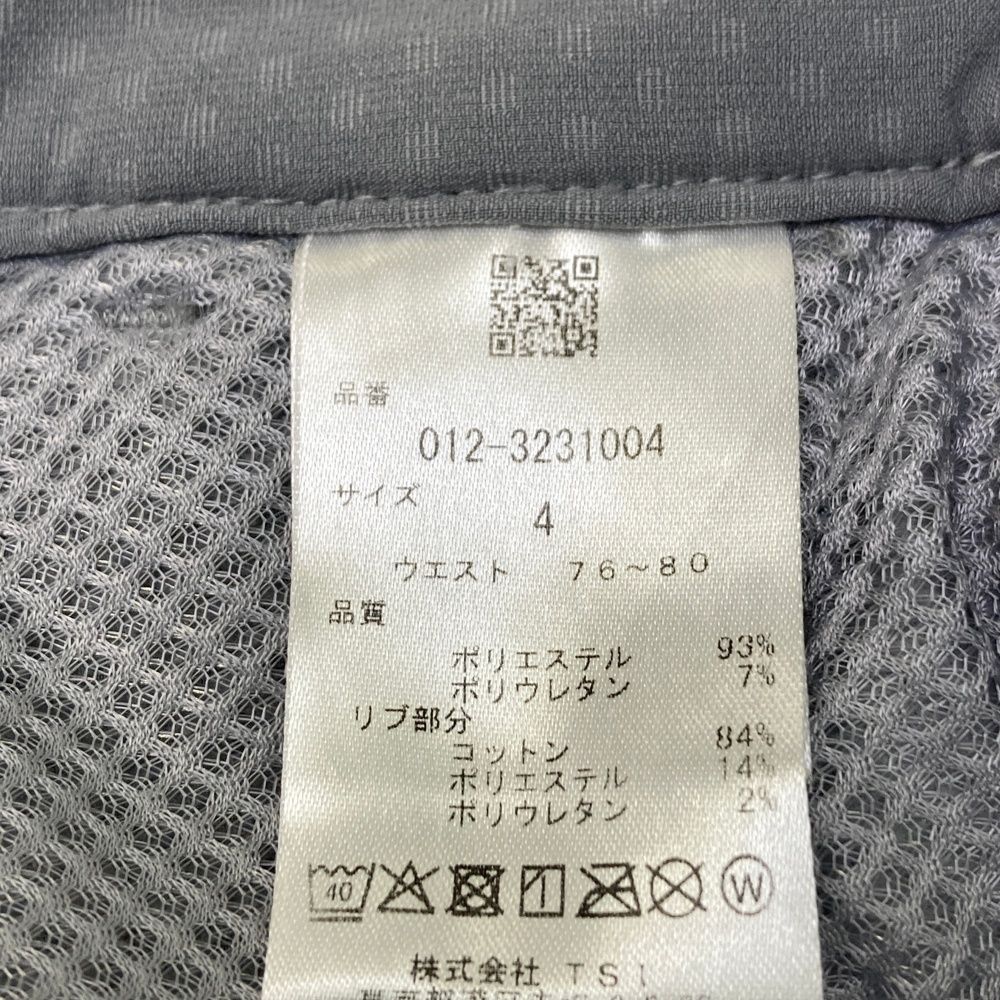 品番
012-3231004
サイズ
4
ウエスト 76~80
品質
ポリエステル 93%
ポリウレタン 7%
リブ部分
コットン 84%
ポリエステル 14%
ポリウレタン 2%
40
W
株式会社 TSI